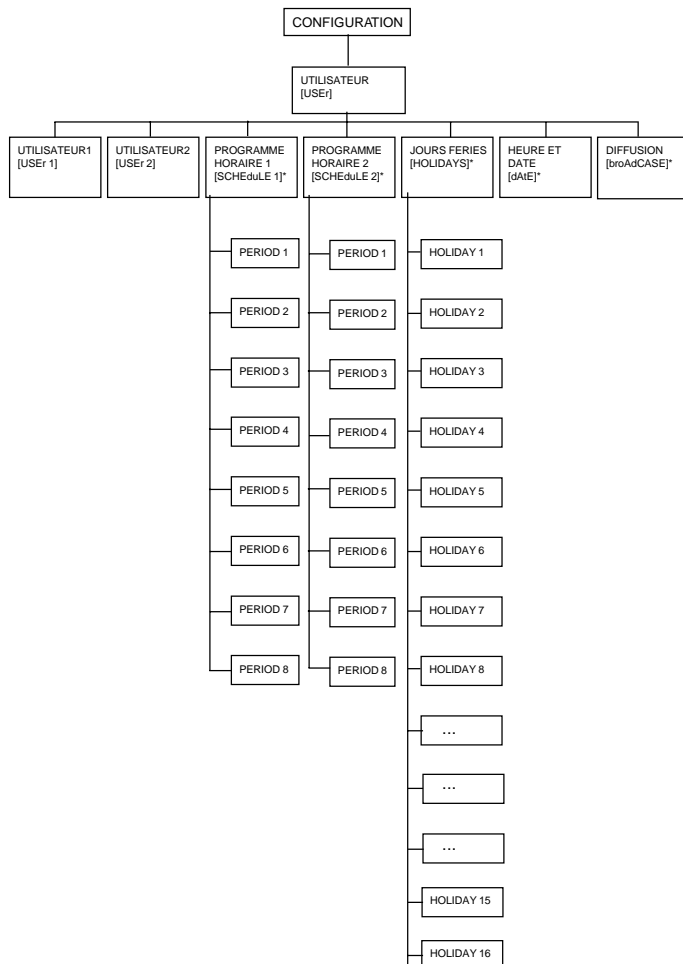 CONFIGURATION
UTILISATEUR
[USEr]
UTILISATEUR1
[USEr 1]
UTILISATEUR2
[USEr 2]
PROGRAMME
HORAIRE 1
[SCHEduLE 1]*
PROGRAMME
HORAIRE 2
[SCHEduLE 2]*
JOURS FERIES
[HOLIDAYS]*
HEURE ET
DATE
[dAtE]*
DIFFUSION
[broAdCASE]*
PERIOD 1
PERIOD 1
HOLIDAY 1
PERIOD 2
PERIOD 2
HOLIDAY 2
PERIOD 3
PERIOD 3
HOLIDAY 3
PERIOD 4
PERIOD 4
HOLIDAY 4
PERIOD 5
PERIOD 5
HOLIDAY 5
PERIOD 6
PERIOD 6
HOLIDAY 6
PERIOD 7
PERIOD 7
HOLIDAY 7
PERIOD 8
PERIOD 8
HOLIDAY 8
...
...
...
HOLIDAY 15
HOLIDAY 16